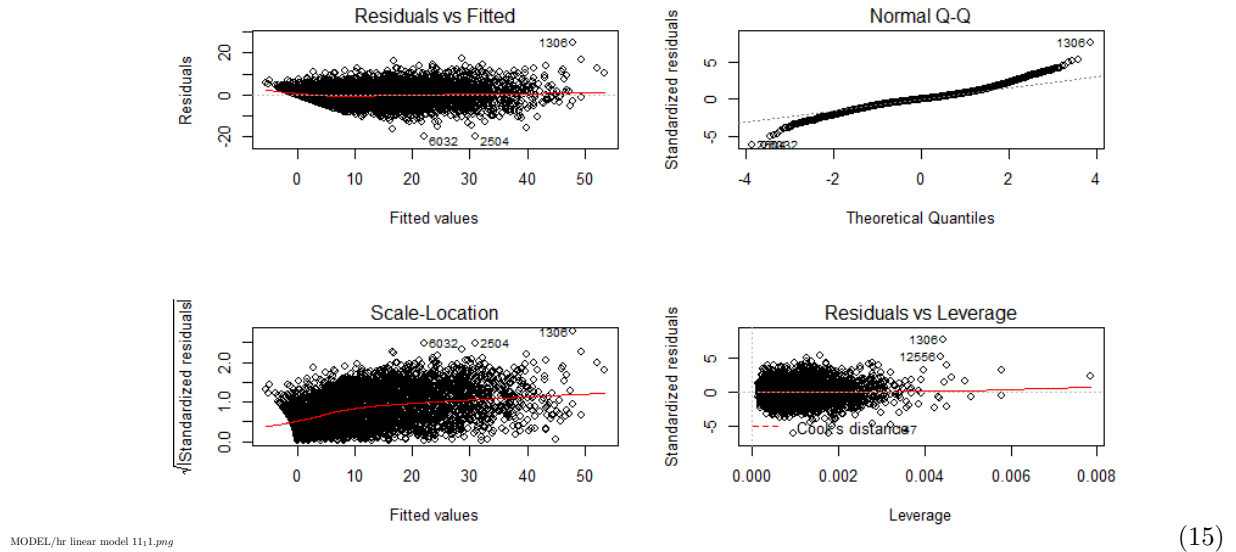 Residuals vs Fitted
Residuals
20
0
-20
1306
6032
2504
0 10 20 30 40 50
Fitted values
Normal Q-Q
Standardized residuals
5
0
-5
1306
-4 -2 0 2 4
Theoretical Quantiles
Scale-Location
√|Standardized residuals|
2.0
1.0
0.0
6032
2504
1306
0 10 20 30 40 50
Fitted values
Residuals vs Leverage
Standardized residuals
5
0
-5
1306
12556
Cook's distance
0.000 0.002 0.004 0.006 0.008
Leverage
MODEL/hr linear model 11₁1.png
(15)